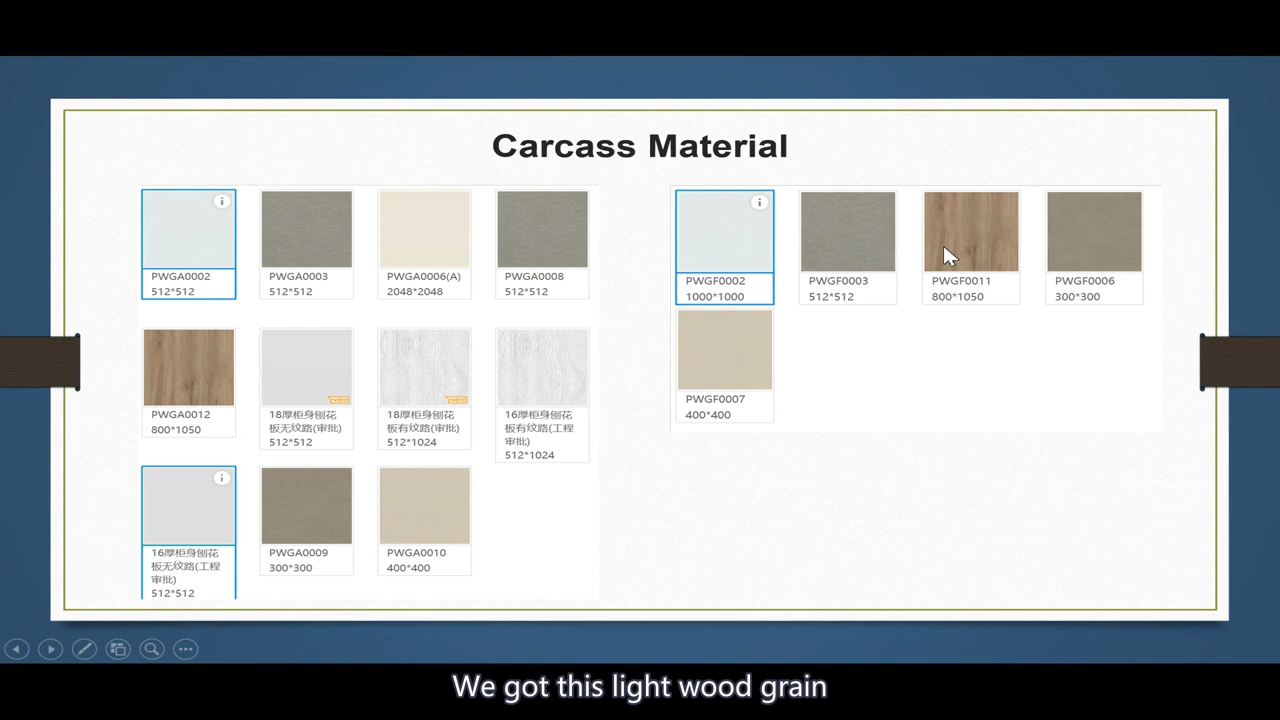 Carcass Material
PWGA0002
512*512
PWGA0003
512*512
PWGA0006(A)
2048*2048
PWGA0008
512*512
PWGA0012
800*1050
18厚柜身刨花
板无纹路(审批)
512*512
18厚柜身刨花
板有纹路(审批)
512*1024
16厚柜身刨花
板有纹路(工程
审批)
512*1024
16厚柜身刨花
板无纹路(工程
审批)
512*512
PWGA0009
300*300
PWGA0010
400*400
PWGF0002
1000*1000
PWGF0003
512*512
PWGF0011
800*1050
PWGF0006
300*300
PWGF0007
400*400
We got this light wood grain